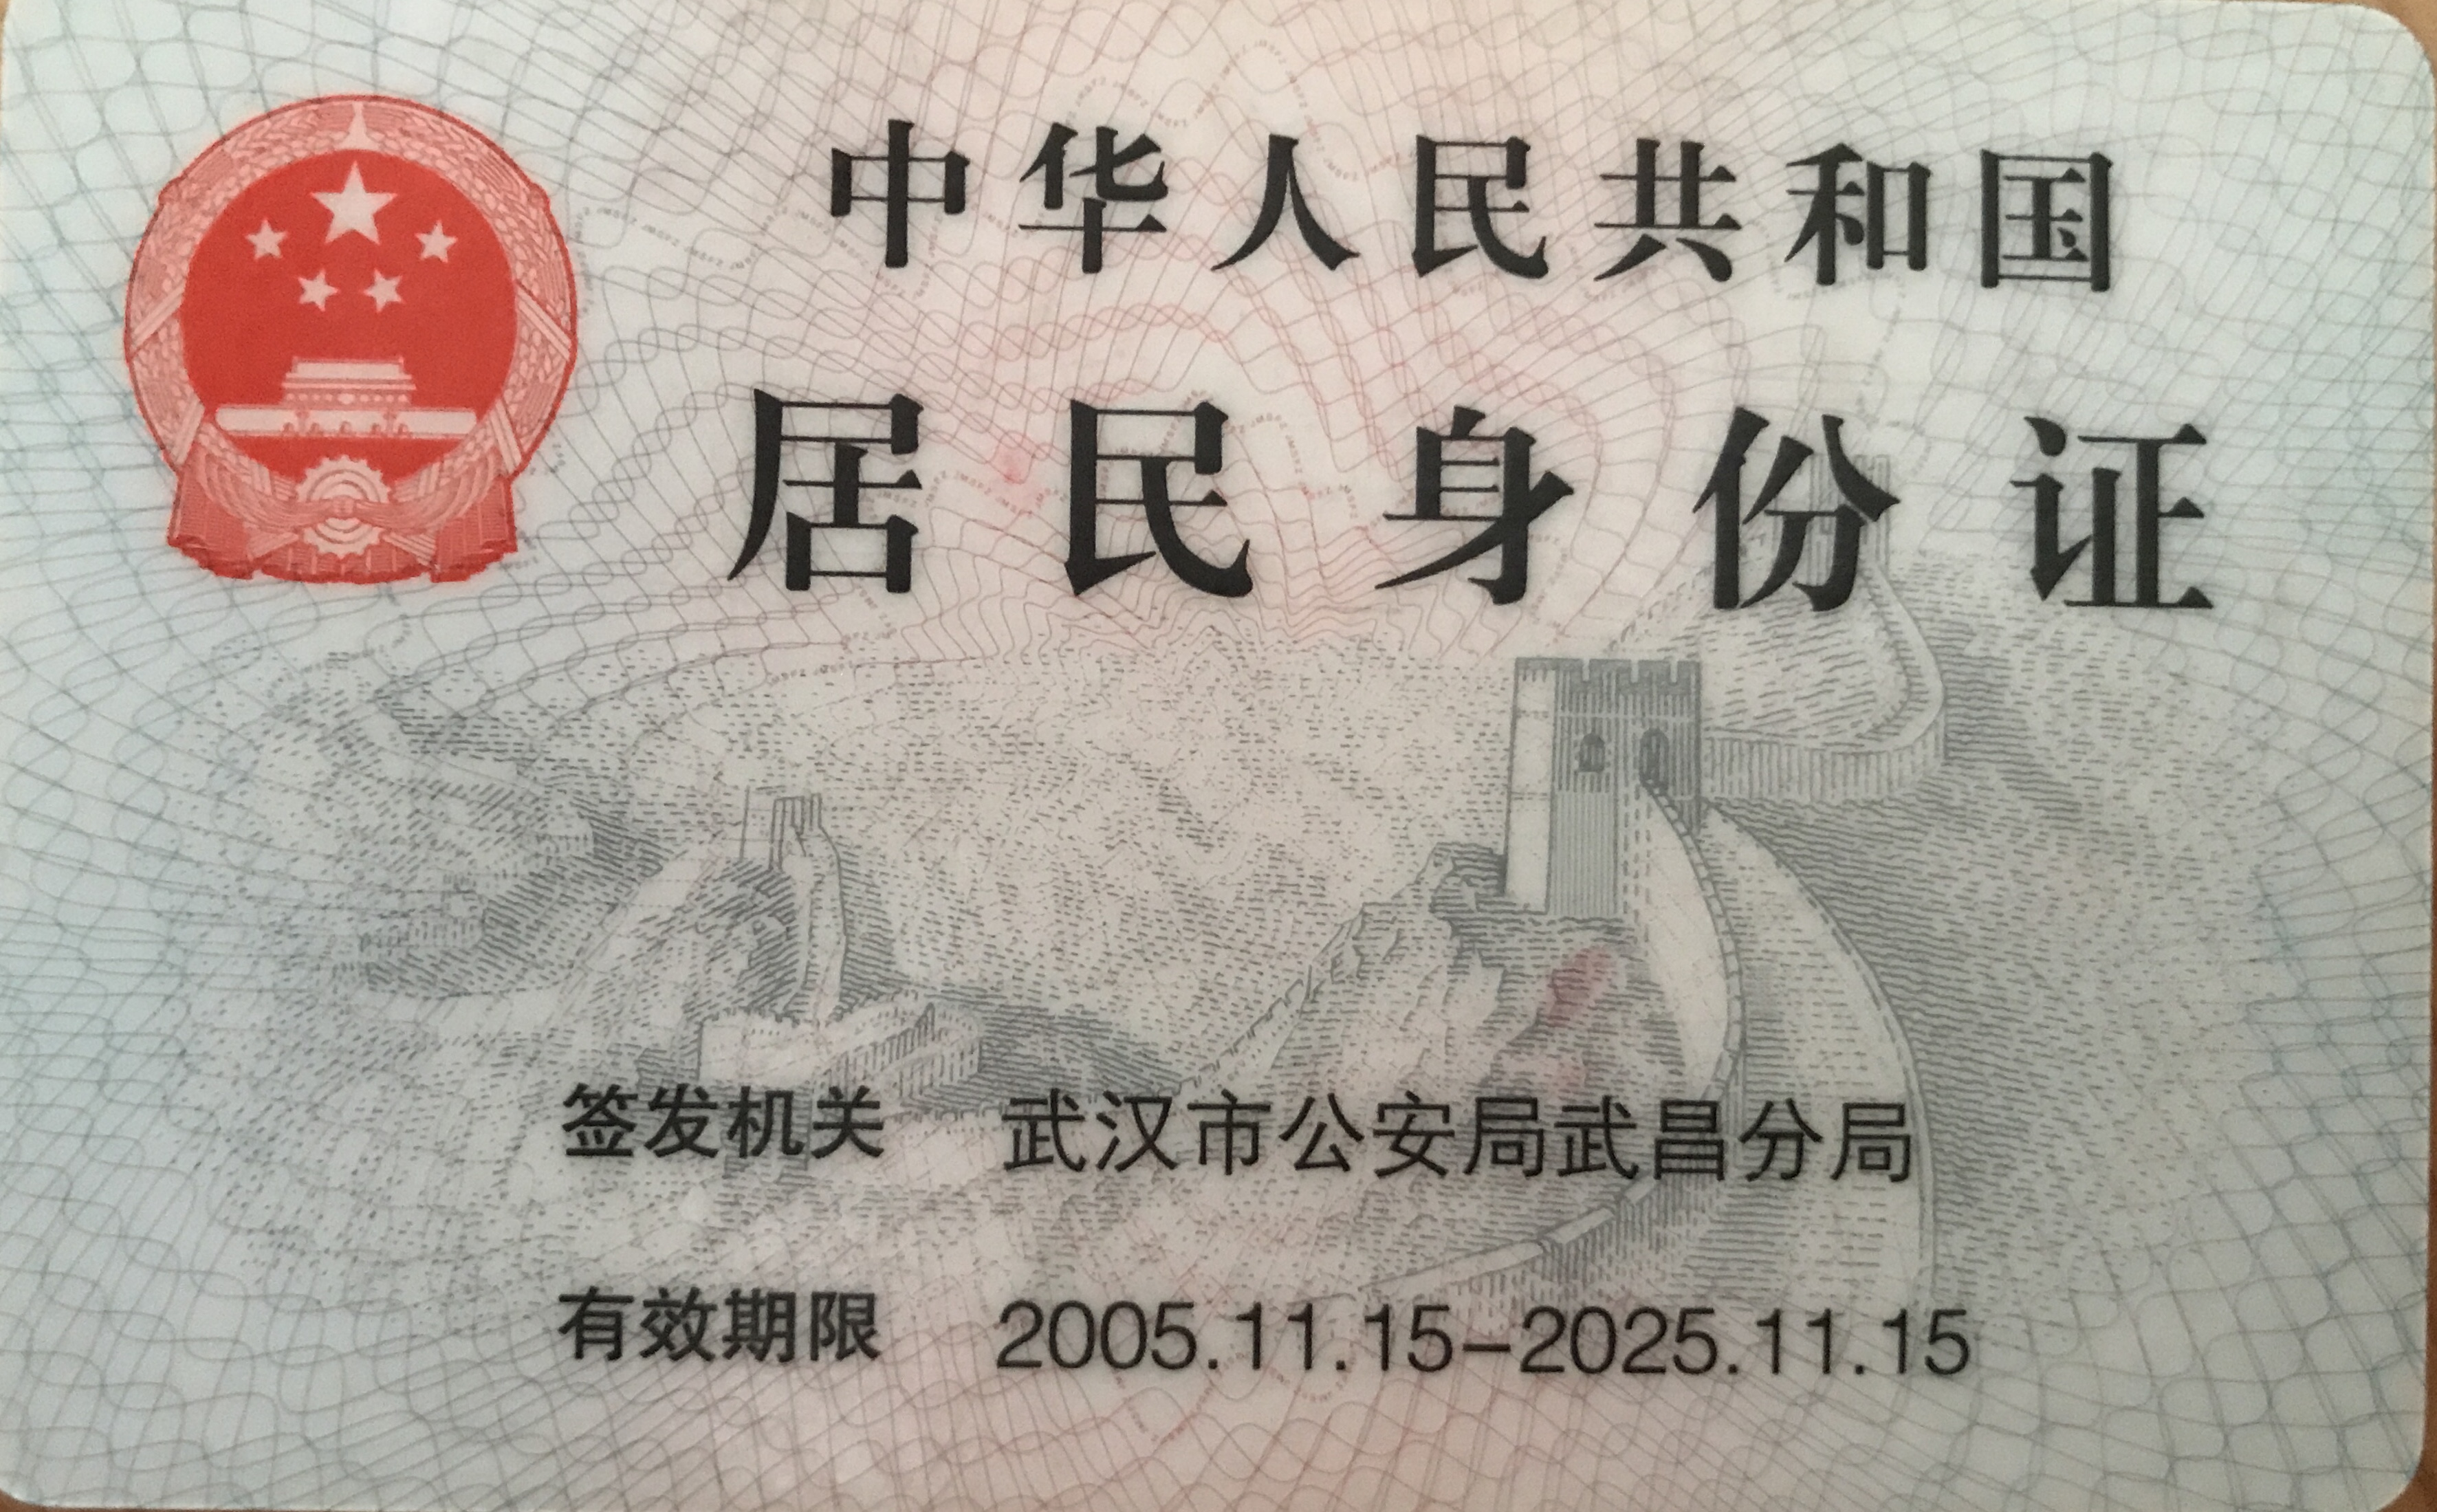 中华人民共和国
居民身份证
签发机关 武汉市公安局武昌分局
有效期限 2005.11.15-2025.11.15